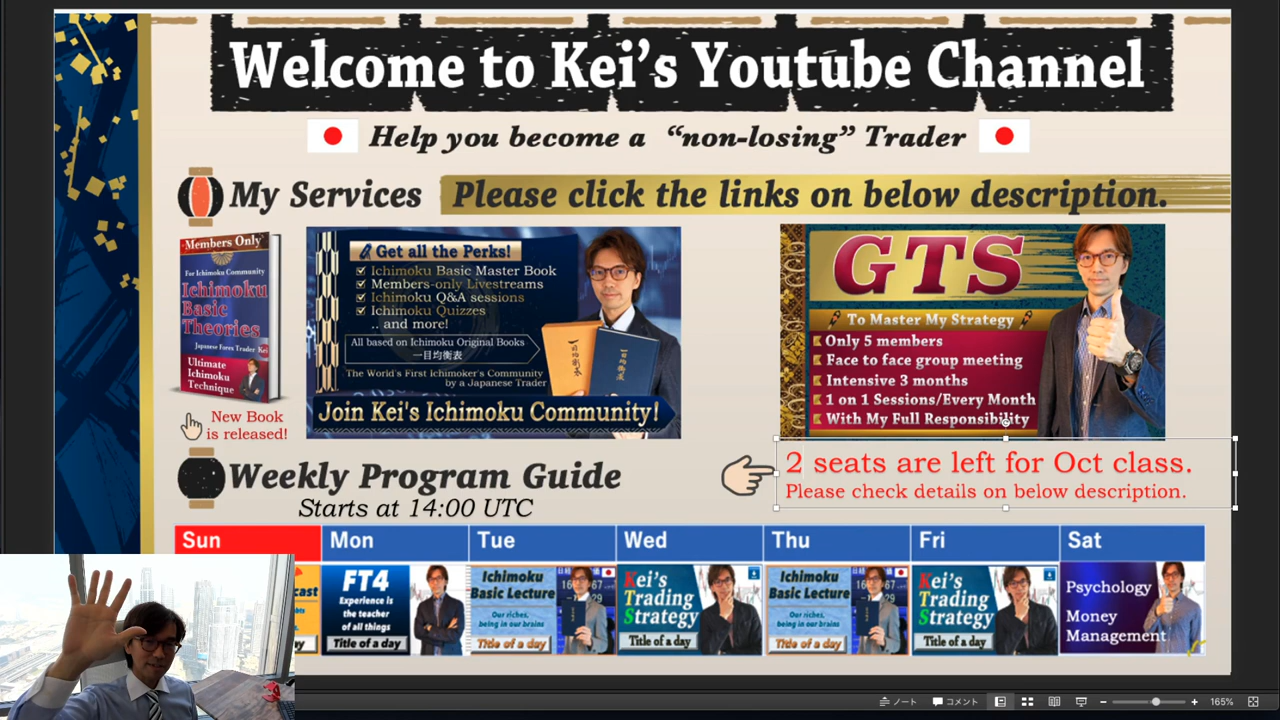 Welcome to Kei's Youtube Channel
Help you become a "non-losing" Trader
My Services
Please click the links on below description.
Members Only
For Ichimoku Community
Ichimoku
Basic
Theories
Japanese Forex Trader Kei
Ultimate
Ichimoku
Technique
New Book
is released!
Get all the Perks!
Ichimoku Basic Master Book
Members-only Livestreams
Ichimoku Q&A sessions
Ichimoku Quizzes
.. and more!
All based on Ichimoku Original Books
一目均衡表
The World's First Ichimoker's Community
by a Japanese Trader
Join Kei's Ichimoku Community!
GTS
To Master My Strategy
Only 5 members
Face to face group meeting
Intensive 3 months
1 on 1 Sessions/Every Month
With My Full Responsibility
2 seats are left for Oct class.
Please check details on below description.
Weekly Program Guide
Starts at 14:00 UTC
Sun
Mon
Tue
Wed
Thu
Fri
Sat
FT4
Experience is
the teacher
of all things
Title of a day
Ichimoku
Basic Lecture
Our riches,
being in our brains
Title of a day
Kei's
Trading
Strategy
Title of a day
Ichimoku
Basic Lecture
Our riches,
being in our brains
Title of a day
Kei's
Trading
Strategy
Title of a day
Psychology
Money
Management
ノート
コメント
165%